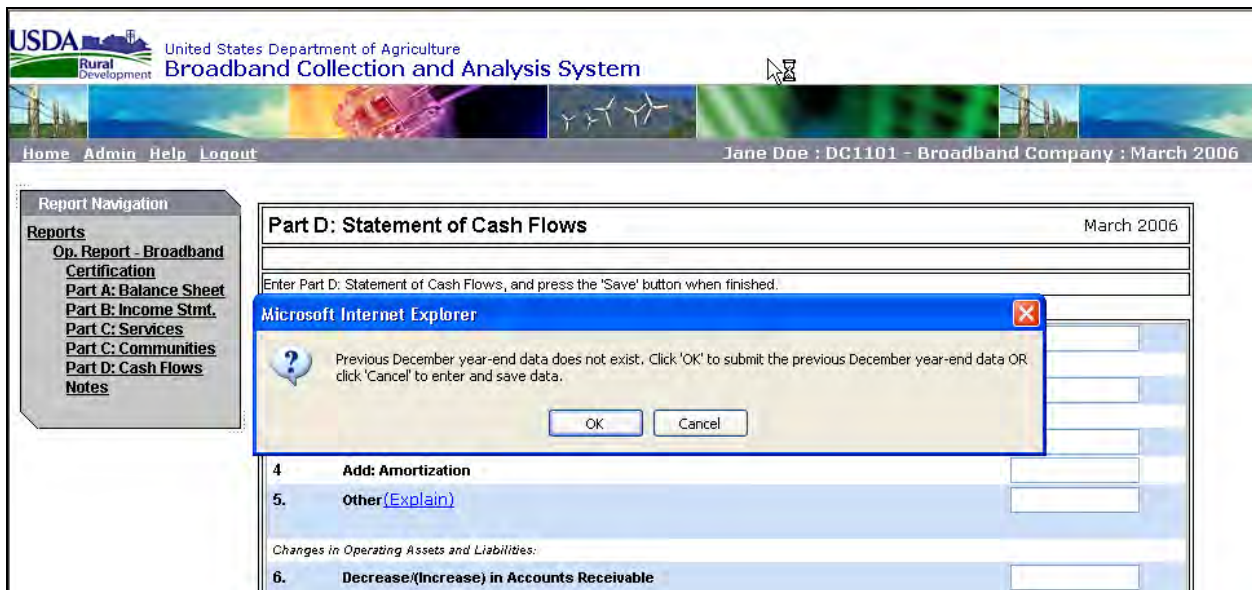 USDA
Rural
Development
United States Department of Agriculture
Broadband Collection and Analysis System
Home Admin Help Logout
Jane Doe : DC1101 - Broadband Company : March 2006
Report Navigation
Reports
Op. Report - Broadband
Certification
Part A: Balance Sheet
Part B: Income Stmt.
Part C: Services
Part C: Communities
Part D: Cash Flows
Notes
Part D: Statement of Cash Flows
March 2006
Enter Part D: Statement of Cash Flows, and press the 'Save' button when finished.
Microsoft Internet Explorer
Previous December year-end data does not exist. Click 'OK' to submit the previous December year-end data OR
click 'Cancel' to enter and save data.
OK
Cancel
4 Add: Amortization
5. Other(Explain)
Changes in Operating Assets and Liabilities:
6. Decrease/(Increase) in Accounts Receivable